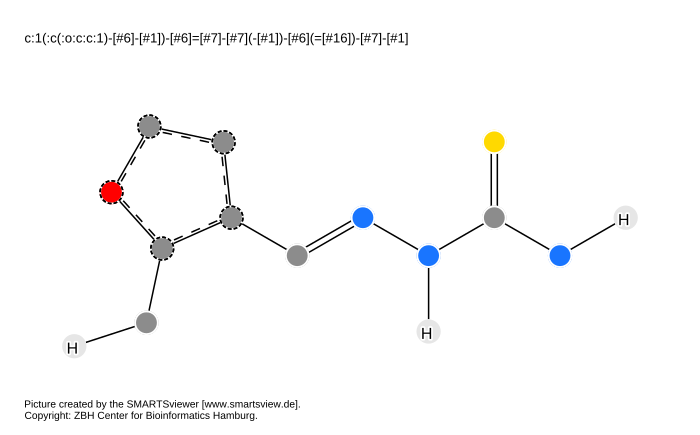 c:1(:c(:o:c:c:1)-[#6]-[#1])-[#6]=[#7]-[#7](-[#1])-[#6](=[#16])-[#7]-[#1]
H
H
H
Picture created by the SMARTSviewer [www.smartsview.de].
Copyright: ZBH Center for Bioinformatics Hamburg.